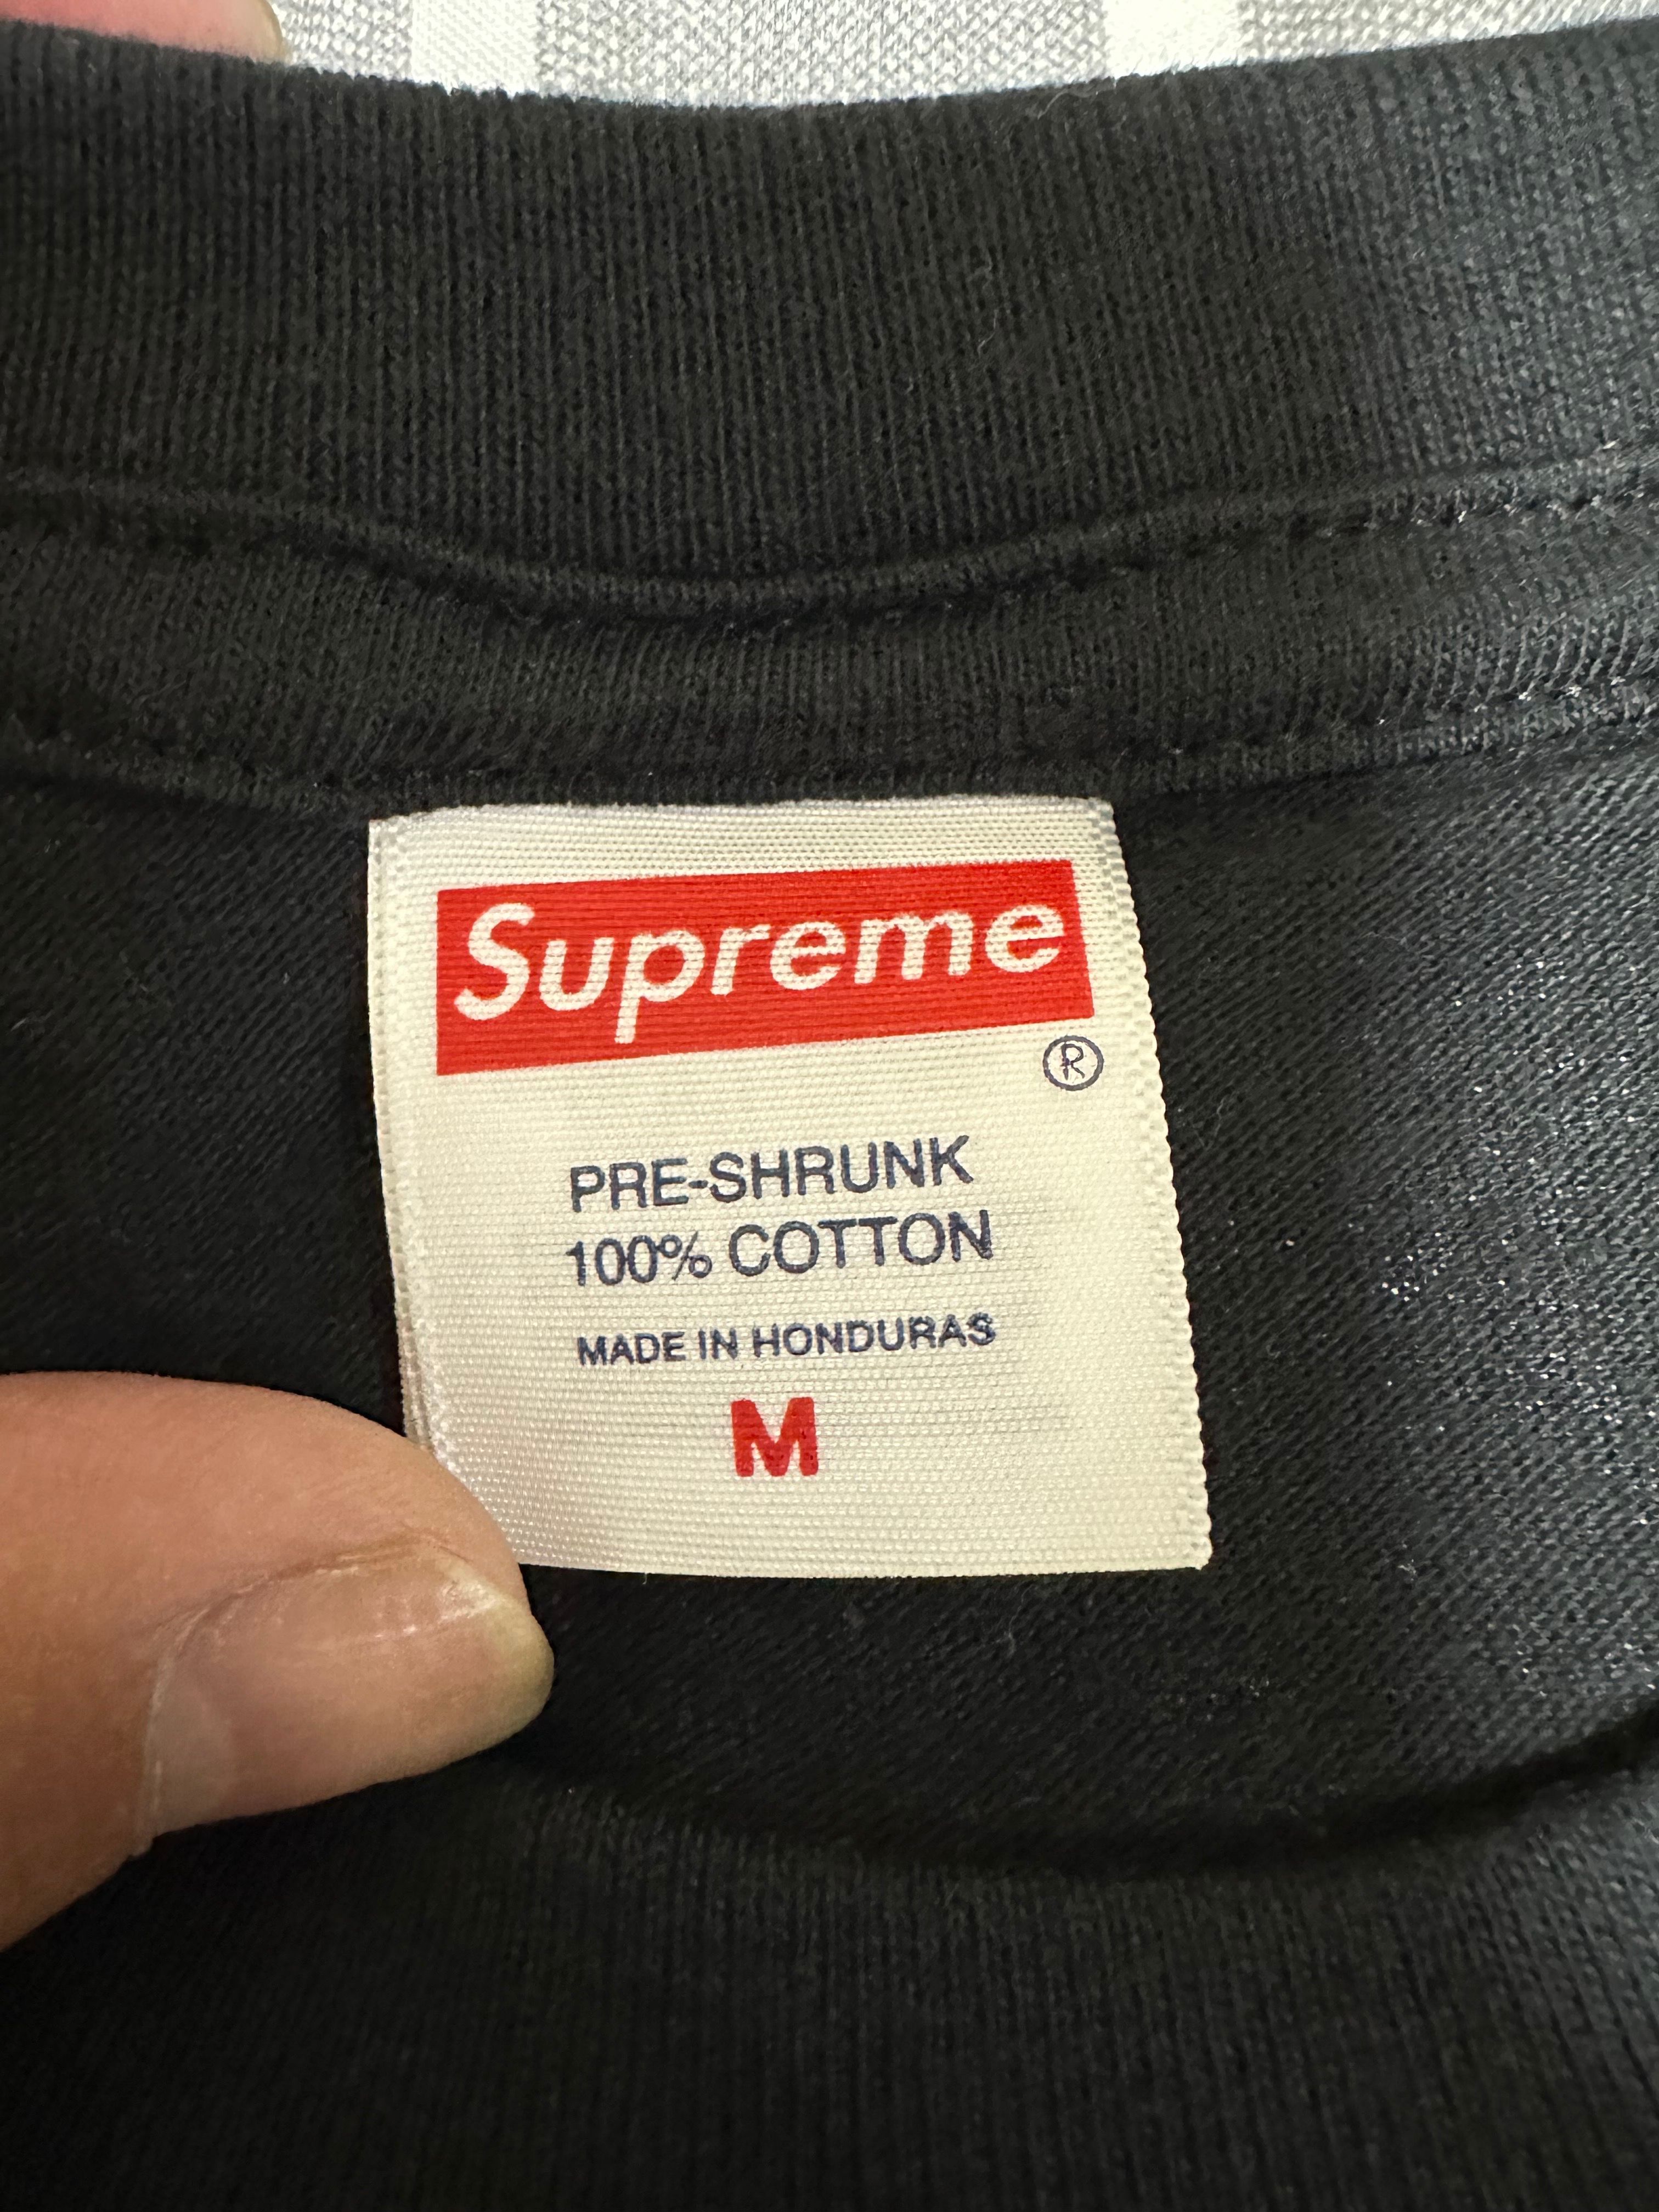 Supreme
®
PRE-SHRUNK
100% COTTON
MADE IN HONDURAS
M